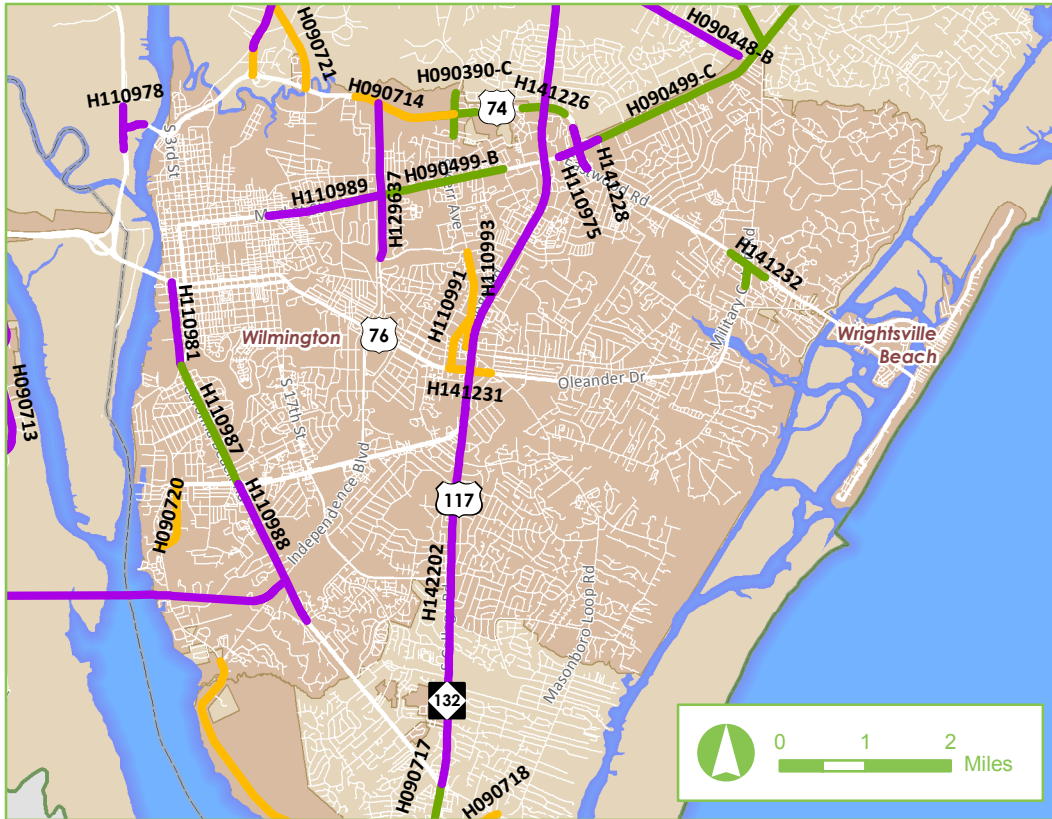 H090721
H090448-B
H090390-C
H110978
H090714
74
H141226
H090499-C
S 3rd St
H110989
H129637
H090499-B
H110975
H141228
H110993
H141232
H110981
H110991
76
Wilmington
Wrightsville
Beach
Military
Oleander Dr
H141231
H090713
H110987
S 17th St
117
H090720
H110988
Independence Blvd
H142202
Masonboro Loop Rd
132
H090717
H090718
0 1 2
Miles